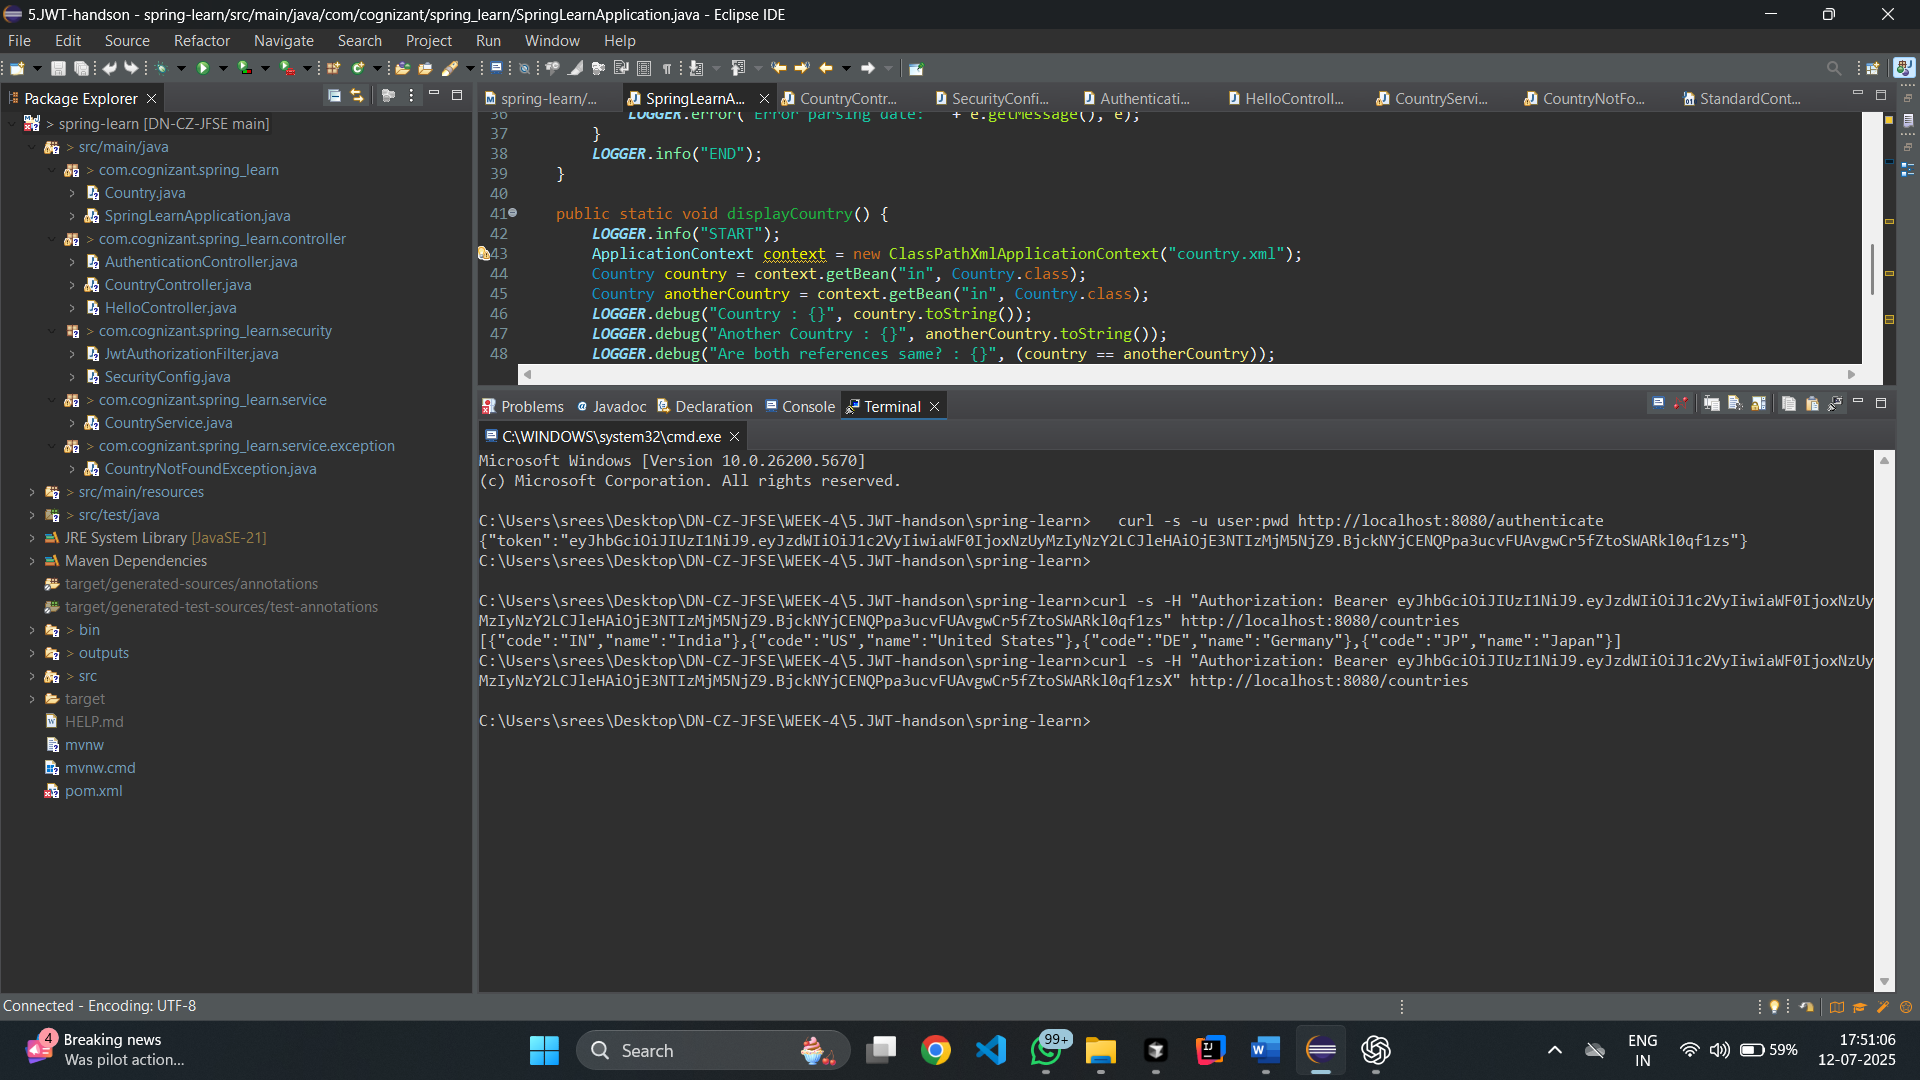 5.JWT-handson - spring-learn/src/main/java/com/cognizant/spring_learn/SpringLearnApplication.java - Eclipse IDE
File Edit Source Refactor Navigate Search Project Run Window Help
Package Explorer
> spring-learn [DN-CZ-JFSE main]
> src/main/java
> com.cognizant.spring_learn
Country.java
SpringLearnApplication.java
> com.cognizant.spring_learn.controller
AuthenticationController.java
CountryController.java
HelloController.java
> com.cognizant.spring_learn.security
JwtAuthorizationFilter.java
SecurityConfig.java
> com.cognizant.spring_learn.service
CountryService.java
> com.cognizant.spring_learn.service.exception
CountryNotFoundException.java
> src/main/resources
> src/test/java
JRE System Library [JavaSE-21]
Maven Dependencies
target/generated-sources/annotations
target/generated-test-sources/test-annotations
> bin
> outputs
> src
target
HELP.md
mvnw
mvnw.cmd
pom.xml
spring-learn/... SpringLearnA... CountryContr... SecurityConfi... Authenticati... HelloControll... CountryServi... CountryNotFo... StandardCont...
36 LOGGER.error("Error parsing date: " + e.getMessage(), e);
37 }
38 LOGGER.info("END");
39 }
40
41 public static void displayCountry() {
42 LOGGER.info("START");
43 ApplicationContext context = new ClassPathXmlApplicationContext("country.xml");
44 Country country = context.getBean("in", Country.class);
45 Country anotherCountry = context.getBean("in", Country.class);
46 LOGGER.debug("Country : {}", country.toString());
47 LOGGER.debug("Another Country : {}", anotherCountry.toString());
48 LOGGER.debug("Are both references same? : {}", (country == anotherCountry));
Problems Javadoc Declaration Console Terminal
C:\WINDOWS\system32\cmd.exe
Microsoft Windows [Version 10.0.26200.5670]
(c) Microsoft Corporation. All rights reserved.
C:\Users\srees\Desktop\DN-CZ-JFSE\WEEK-4\5.JWT-handson\spring-learn> curl -s -u user:pwd http://localhost:8080/authenticate
{"token":"eyJhbGciOiJIUzI1NiJ9.eyJzdWIiOiJ1c2VyIiwiaWF0IjoxNzUyMzIyNzY2LCJleHAiOjE3NTIzMjM5NjZ9.BjckNYjCENQPpa3ucvFUAvgwCr5fZtoSWARkl0qf1zs"}
C:\Users\srees\Desktop\DN-CZ-JFSE\WEEK-4\5.JWT-handson\spring-learn>
C:\Users\srees\Desktop\DN-CZ-JFSE\WEEK-4\5.JWT-handson\spring-learn>curl -s -H "Authorization: Bearer eyJhbGciOiJIUzI1NiJ9.eyJzdWIiOiJ1c2VyIiwiaWF0IjoxNzUy
MzIyNzY2LCJleHAiOjE3NTIzMjM5NjZ9.BjckNYjCENQPpa3ucvFUAvgwCr5fZtoSWARkl0qf1zs" http://localhost:8080/countries
[{"code":"IN","name":"India"},{"code":"US","name":"United States"},{"code":"DE","name":"Germany"},{"code":"JP","name":"Japan"}]
C:\Users\srees\Desktop\DN-CZ-JFSE\WEEK-4\5.JWT-handson\spring-learn>curl -s -H "Authorization: Bearer eyJhbGciOiJIUzI1NiJ9.eyJzdWIiOiJ1c2VyIiwiaWF0IjoxNzUy
MzIyNzY2LCJleHAiOjE3NTIzMjM5NjZ9.BjckNYjCENQPpa3ucvFUAvgwCr5fZtoSWARkl0qf1zsX" http://localhost:8080/countries
C:\Users\srees\Desktop\DN-CZ-JFSE\WEEK-4\5.JWT-handson\spring-learn>
Connected - Encoding: UTF-8
4
Breaking news
Was pilot action...
Search
99+
ENG
IN
59%
17:51:06
12-07-2025